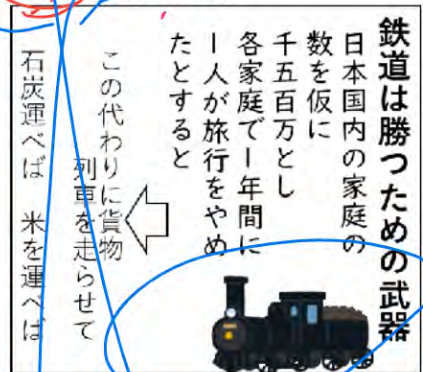 鉄道は勝つための武器
日本国内の家庭の
数を仮に
千五百万とし
各家庭で一年間に
一人が旅行をやめ
たとすると
この代わりに貨物
列車を走らせて
石炭運べば 米を運べば